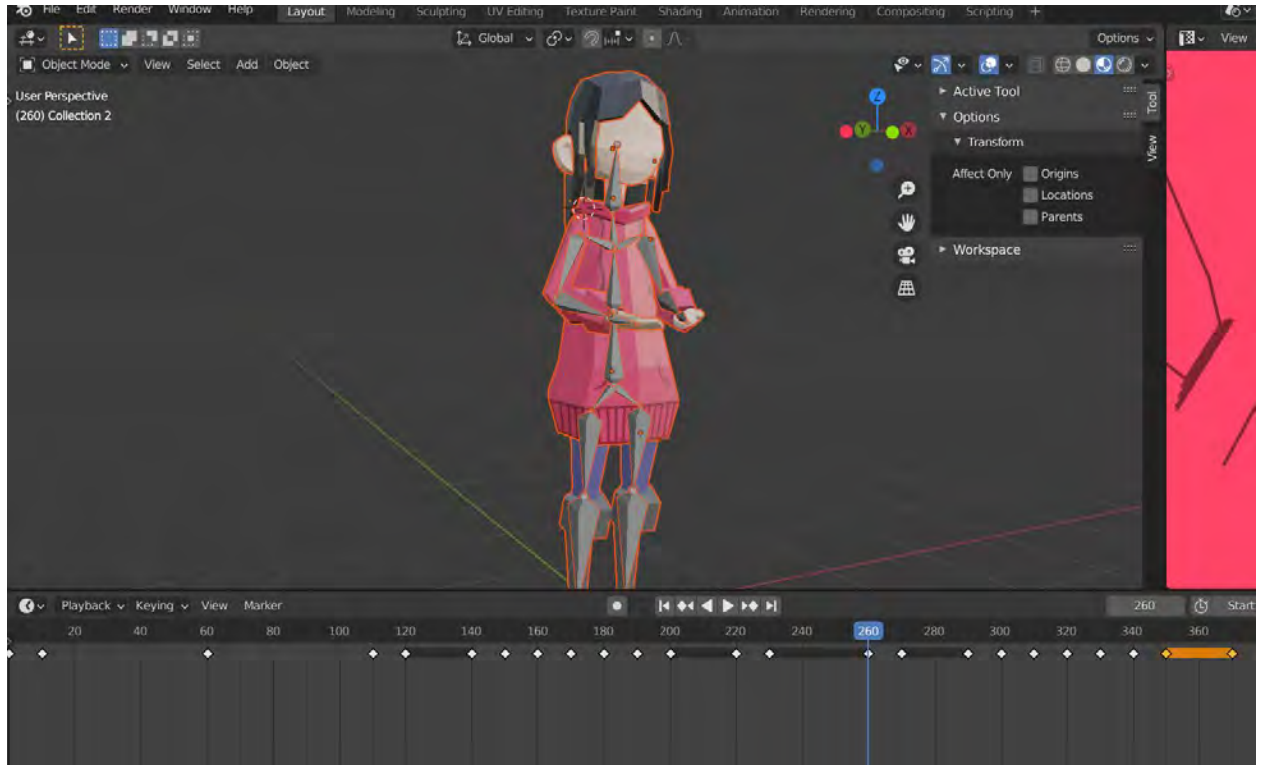 File Edit Render Window Help Layout Modeling Sculpting UV Editing Texture Paint Shading Animation Rendering Compositing Scripting +
Global Options View
Object Mode View Select Add Object
User Perspective
(260) Collection 2
Z
Y X
Active Tool
Options
Transform
Affect Only Origins
Locations
Parents
Workspace
Tool
View
Playback Keying View Marker 260 Start
20 40 60 80 100 120 140 160 180 200 220 240 260 280 300 320 340 360